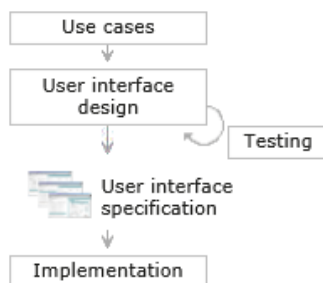 Use cases
User interface
design
Testing
User interface
specification
Implementation